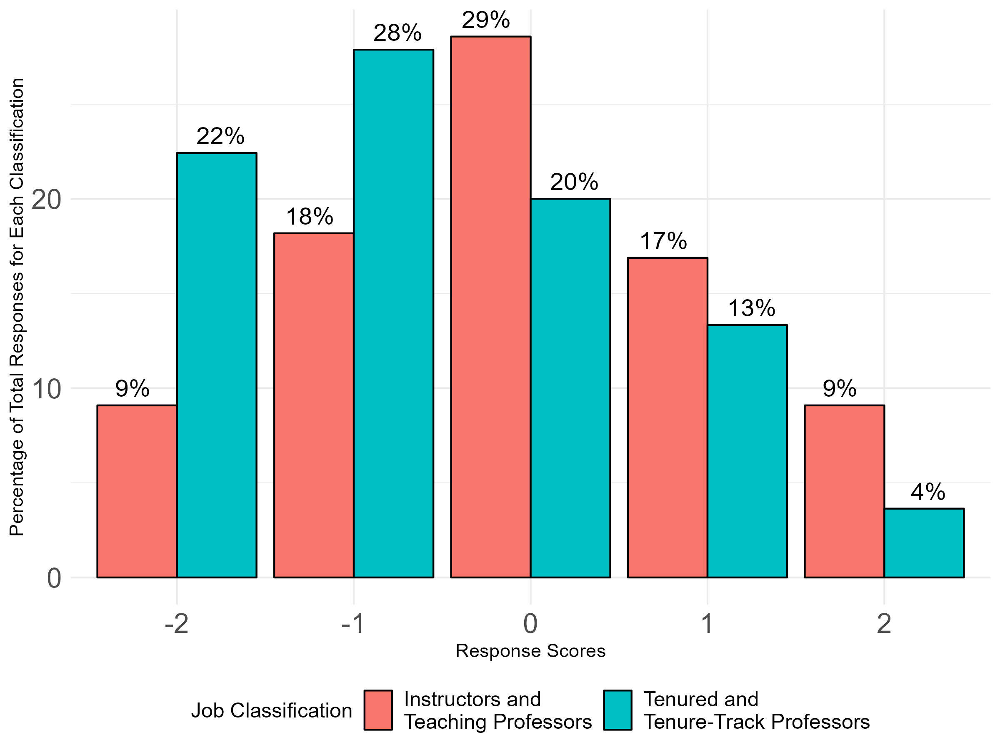 29%
28%
22%
20%
18%
17%
13%
9%
9%
4%
Percentage of Total Responses for Each Classification
20
10
0
-2
-1
0
1
2
Response Scores
Job Classification
Instructors and
Teaching Professors
Tenured and
Tenure-Track Professors